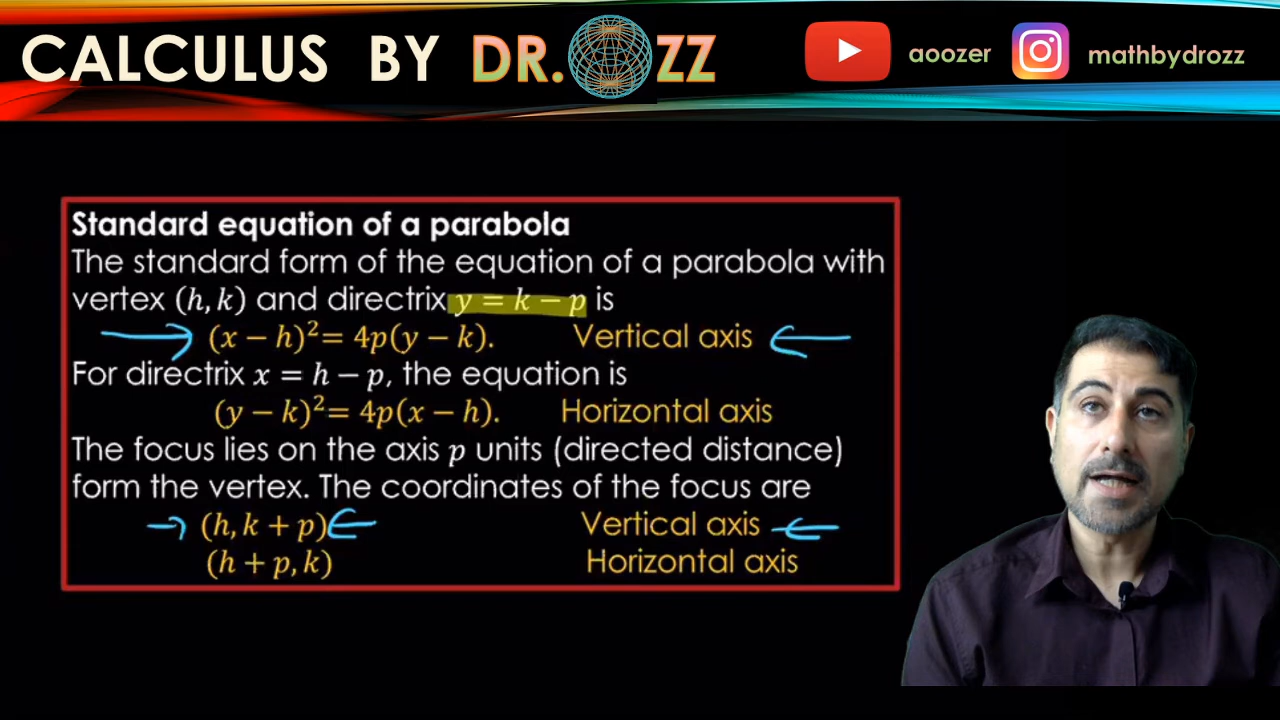 CALCULUS BY DR. OZZ
aoozer
mathbydrozz
Standard equation of a parabola
The standard form of the equation of a parabola with
vertex (h, k) and directrix y = k − p is
(x − h)²= 4p(y − k). Vertical axis
For directrix x = h − p, the equation is
(y − k)²= 4p(x − h). Horizontal axis
The focus lies on the axis p units (directed distance)
form the vertex. The coordinates of the focus are
(h, k + p) Vertical axis
(h + p, k) Horizontal axis